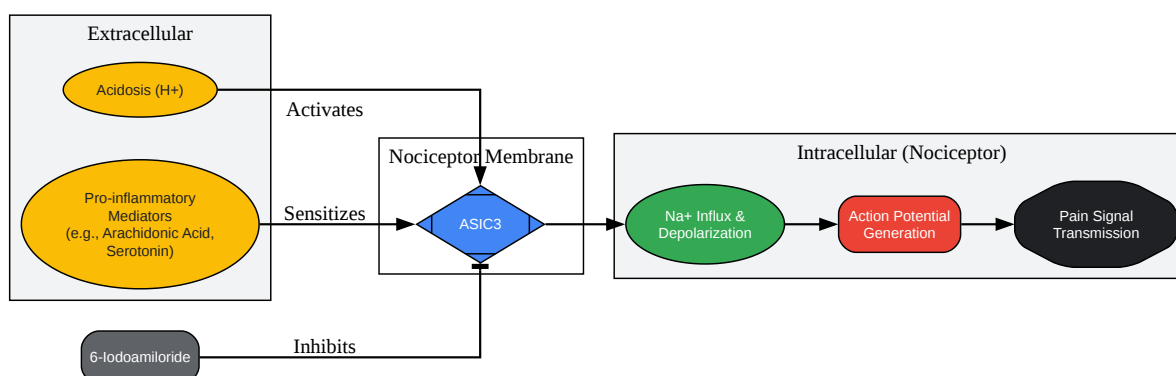 Extracellular
Acidosis (H+)
Activates
Pro-inflammatory
Mediators
(e.g., Arachidonic Acid,
Serotonin)
Sensitizes
Nociceptor Membrane
ASIC3
Intracellular (Nociceptor)
Na+ Influx &
Depolarization
Action Potential
Generation
Pain Signal
Transmission
6-Iodoamiloride
Inhibits